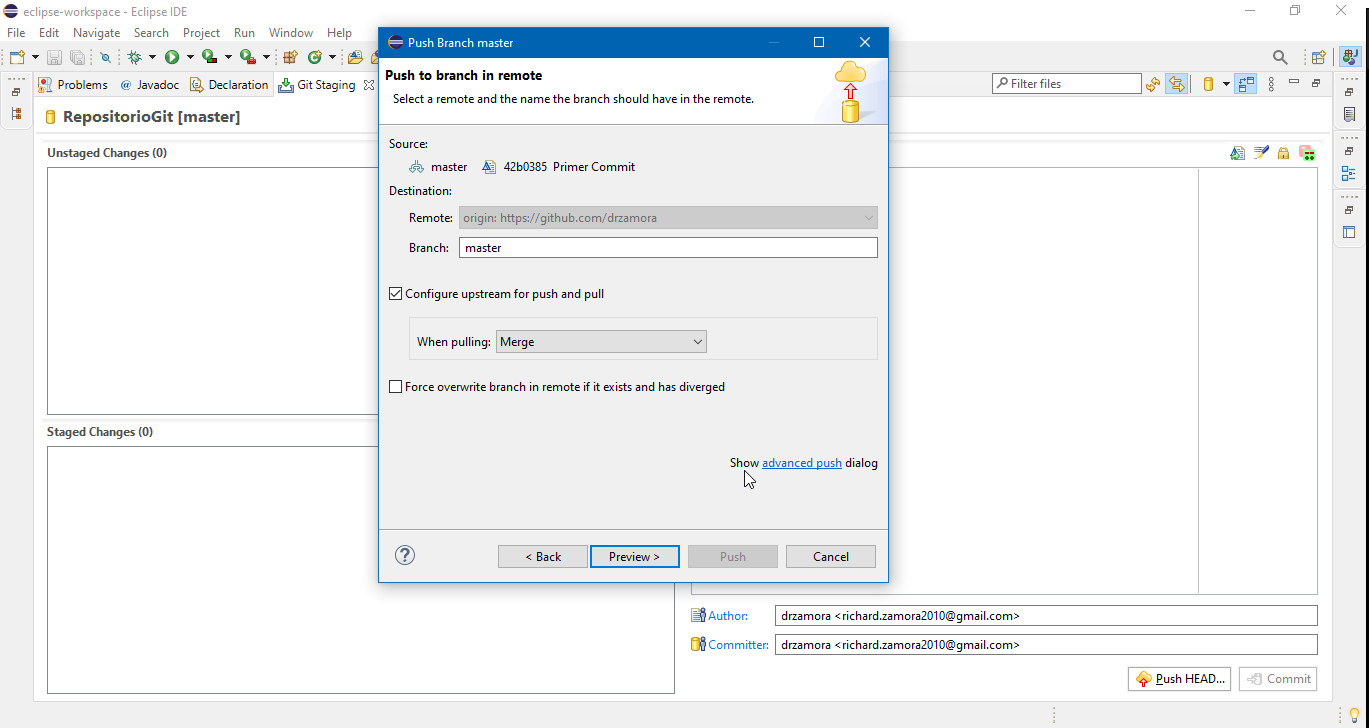 eclipse-workspace - Eclipse IDE
File Edit Navigate Search Project Run Window Help
Problems @ Javadoc Declaration Git Staging
Filter files
RepositorioGit [master]
Unstaged Changes (0)
Staged Changes (0)
Push Branch master
Push to branch in remote
Select a remote and the name the branch should have in the remote.
Source:
master 42b0385 Primer Commit
Destination:
Remote: origin: https://github.com/drzamora
Branch: master
Configure upstream for push and pull
When pulling: Merge
Force overwrite branch in remote if it exists and has diverged
Show advanced push dialog
? < Back Preview > Push Cancel
Author: drzamora <richard.zamora2010@gmail.com>
Committer: drzamora <richard.zamora2010@gmail.com>
Push HEAD... Commit